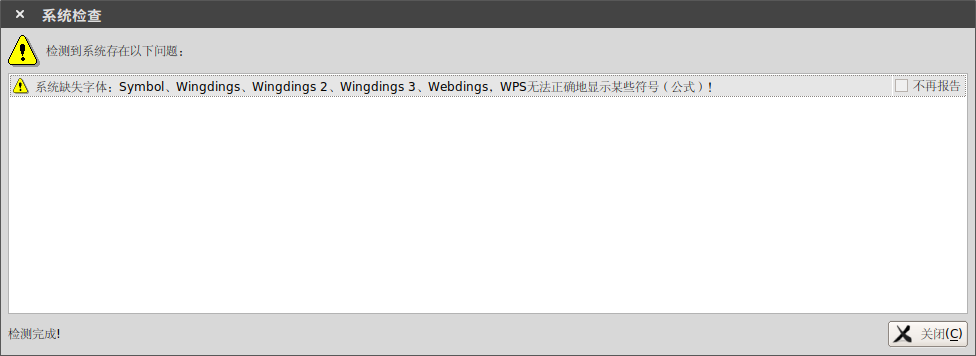 系统检查
检测到系统存在以下问题：
系统缺失字体：Symbol、Wingdings、Wingdings 2、Wingdings 3、Webdings，WPS无法正确地显示某些符号（公式）！ 不再报告
检测完成!
关闭(C)